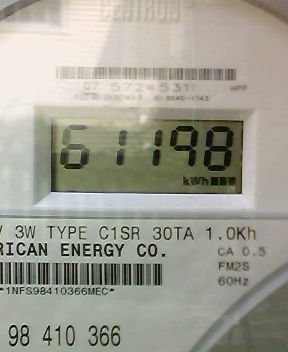 CENTRON
07 57245311
61198
kWh
V 3W TYPE C1SR 30TA 1.0Kh
RICAN ENERGY CO. CA 0.5
FM2S
*1NFS98410366MEC* 60Hz
98 410 366